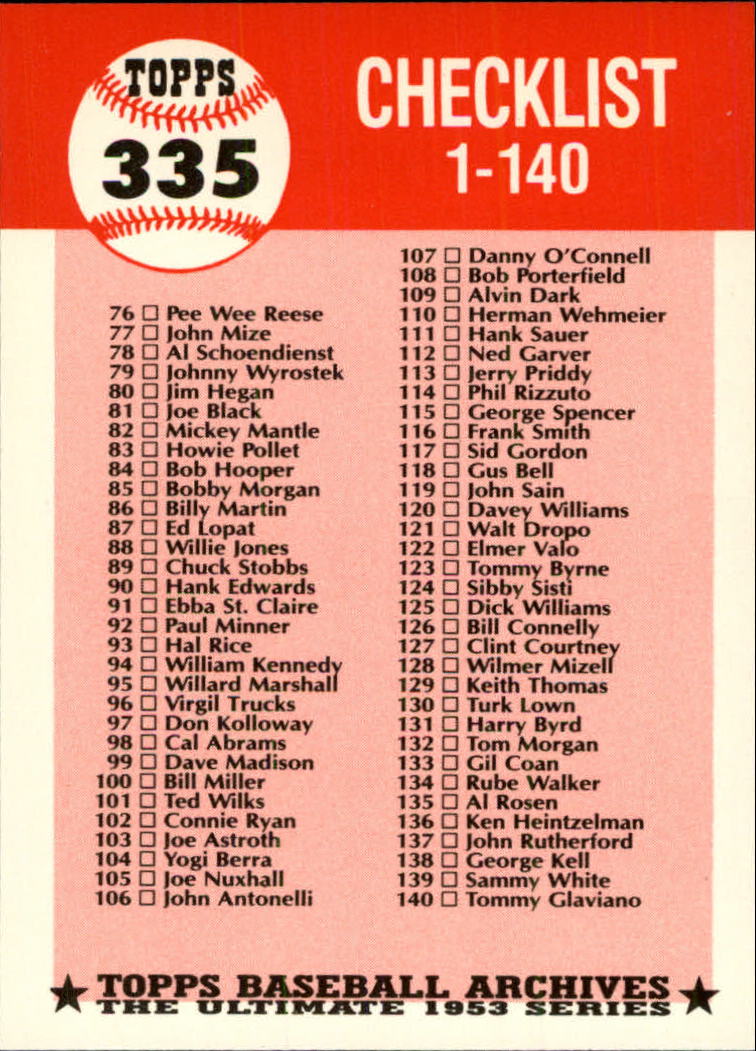 TOPPS
335
CHECKLIST
1-140
76 □ Pee Wee Reese
77 □ John Mize
78 □ Al Schoendienst
79 □ Johnny Wyrostek
80 □ Jim Hegan
81 □ Joe Black
82 □ Mickey Mantle
83 □ Howie Pollet
84 □ Bob Hooper
85 □ Bobby Morgan
86 □ Billy Martin
87 □ Ed Lopat
88 □ Willie Jones
89 □ Chuck Stobbs
90 □ Hank Edwards
91 □ Ebba St. Claire
92 □ Paul Minner
93 □ Hal Rice
94 □ William Kennedy
95 □ Willard Marshall
96 □ Virgil Trucks
97 □ Don Kolloway
98 □ Cal Abrams
99 □ Dave Madison
100 □ Bill Miller
101 □ Ted Wilks
102 □ Connie Ryan
103 □ Joe Astroth
104 □ Yogi Berra
105 □ Joe Nuxhall
106 □ John Antonelli
107 □ Danny O'Connell
108 □ Bob Porterfield
109 □ Alvin Dark
110 □ Herman Wehmeier
111 □ Hank Sauer
112 □ Ned Garver
113 □ Jerry Priddy
114 □ Phil Rizzuto
115 □ George Spencer
116 □ Frank Smith
117 □ Sid Gordon
118 □ Gus Bell
119 □ John Sain
120 □ Davey Williams
121 □ Walt Dropo
122 □ Elmer Valo
123 □ Tommy Byrne
124 □ Sibby Sisti
125 □ Dick Williams
126 □ Bill Connelly
127 □ Clint Courtney
128 □ Wilmer Mizell
129 □ Keith Thomas
130 □ Turk Lown
131 □ Harry Byrd
132 □ Tom Morgan
133 □ Gil Coan
134 □ Rube Walker
135 □ Al Rosen
136 □ Ken Heintzelman
137 □ John Rutherford
138 □ George Kell
139 □ Sammy White
140 □ Tommy Glaviano
TOPPS BASEBALL ARCHIVES
THE ULTIMATE 1953 SERIES